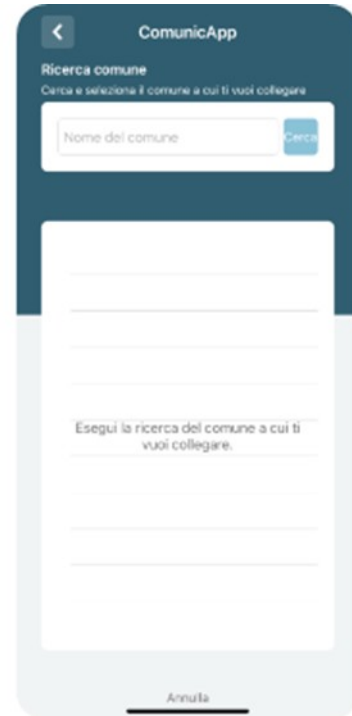 ComunicApp
Ricerca comune
Cerca e seleziona il comune a cui ti vuoi collegare
Nome del comune
Cerca
Esegui la ricerca del comune a cui ti
vuoi collegare.
Annulla